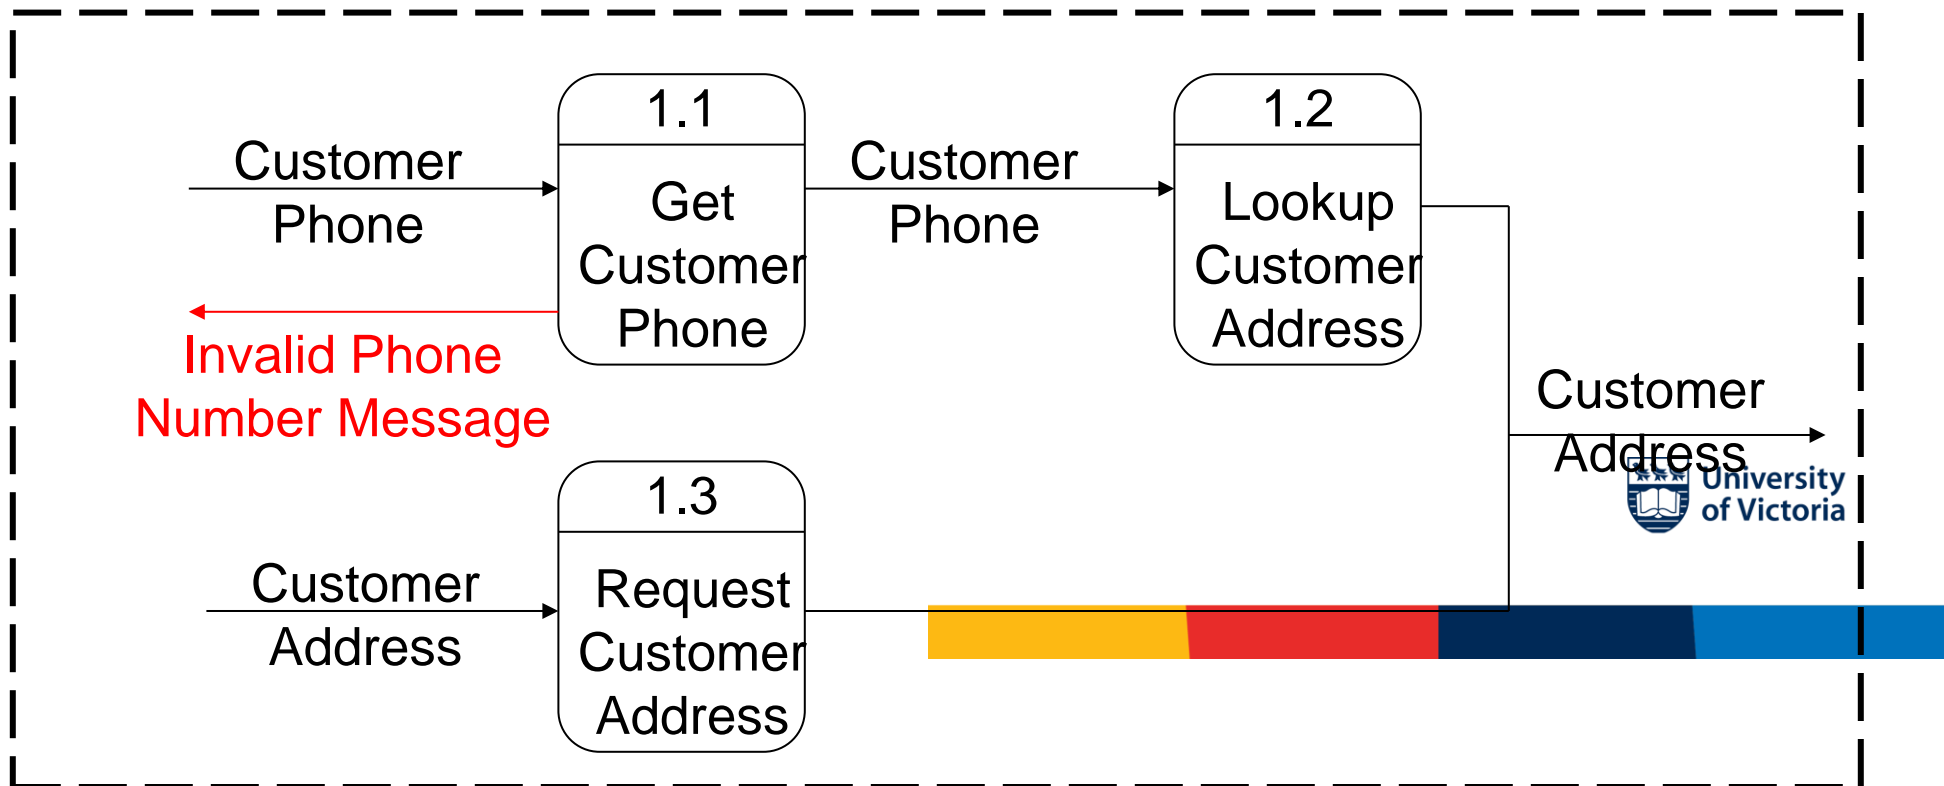 1.1
1.2
Customer
Phone
Get
Customer
Phone
Customer
Phone
Lookup
Customer
Address
Invalid Phone
Number Message
Customer
Address
University
of Victoria
1.3
Customer
Address
Request
Customer
Address